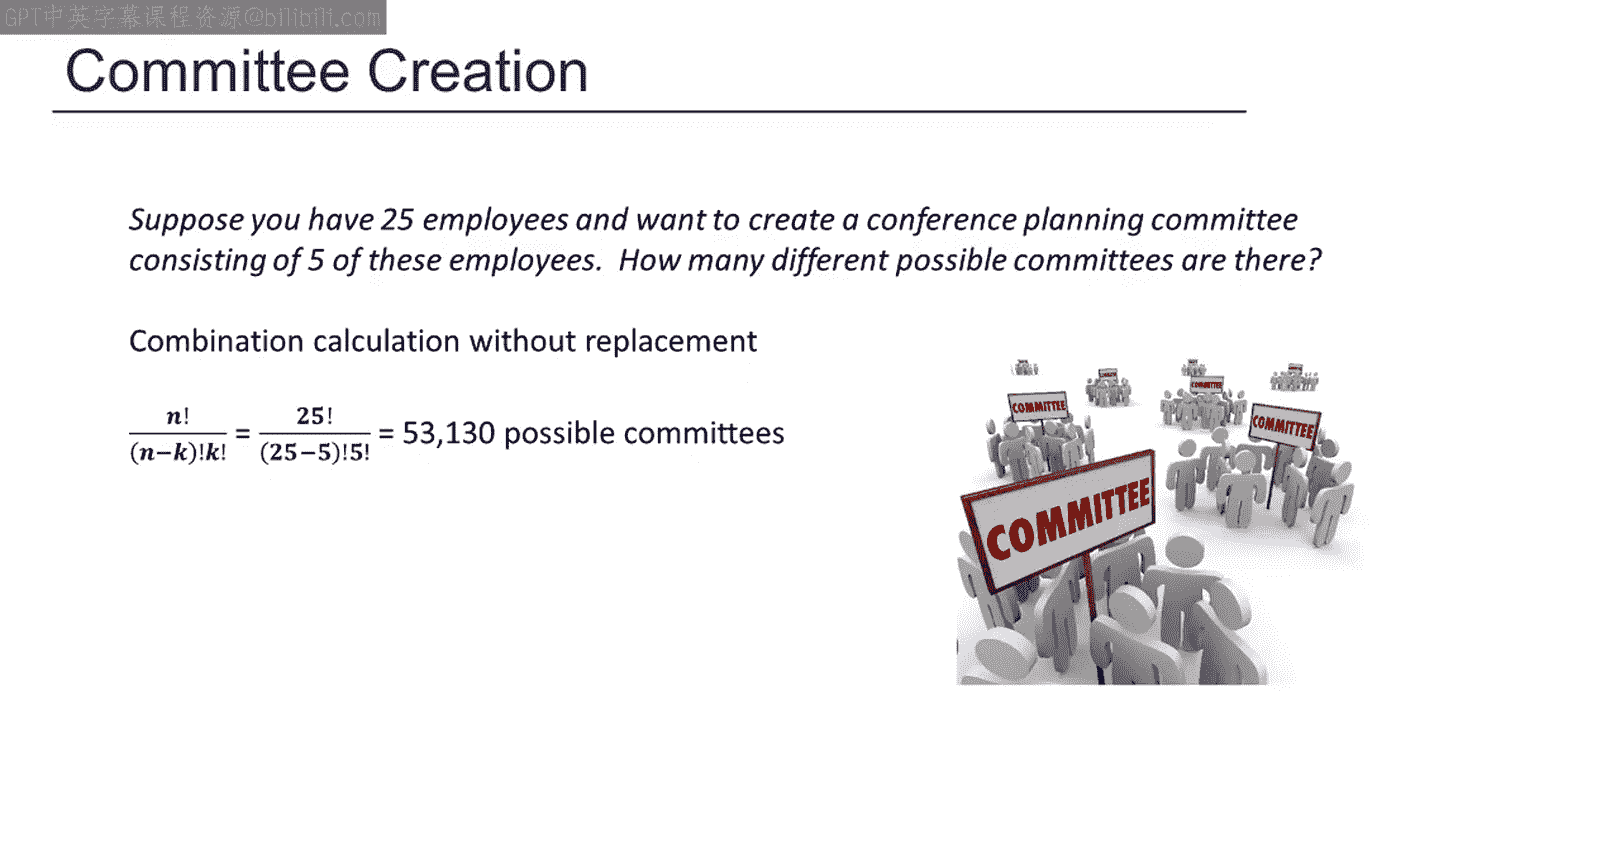 GPT中英字幕课程资源@bilibili.com
Committee Creation
Suppose you have 25 employees and want to create a conference planning committee
consisting of 5 of these employees.  How many different possible committees are there?
Combination calculation without replacement
n!/(n−k)!k! = 25!/(25−5)!5! = 53,130 possible committees
COMMITTEE
COMMITTEE
COMMITTEE
COMMITTEE
COMMITTEE